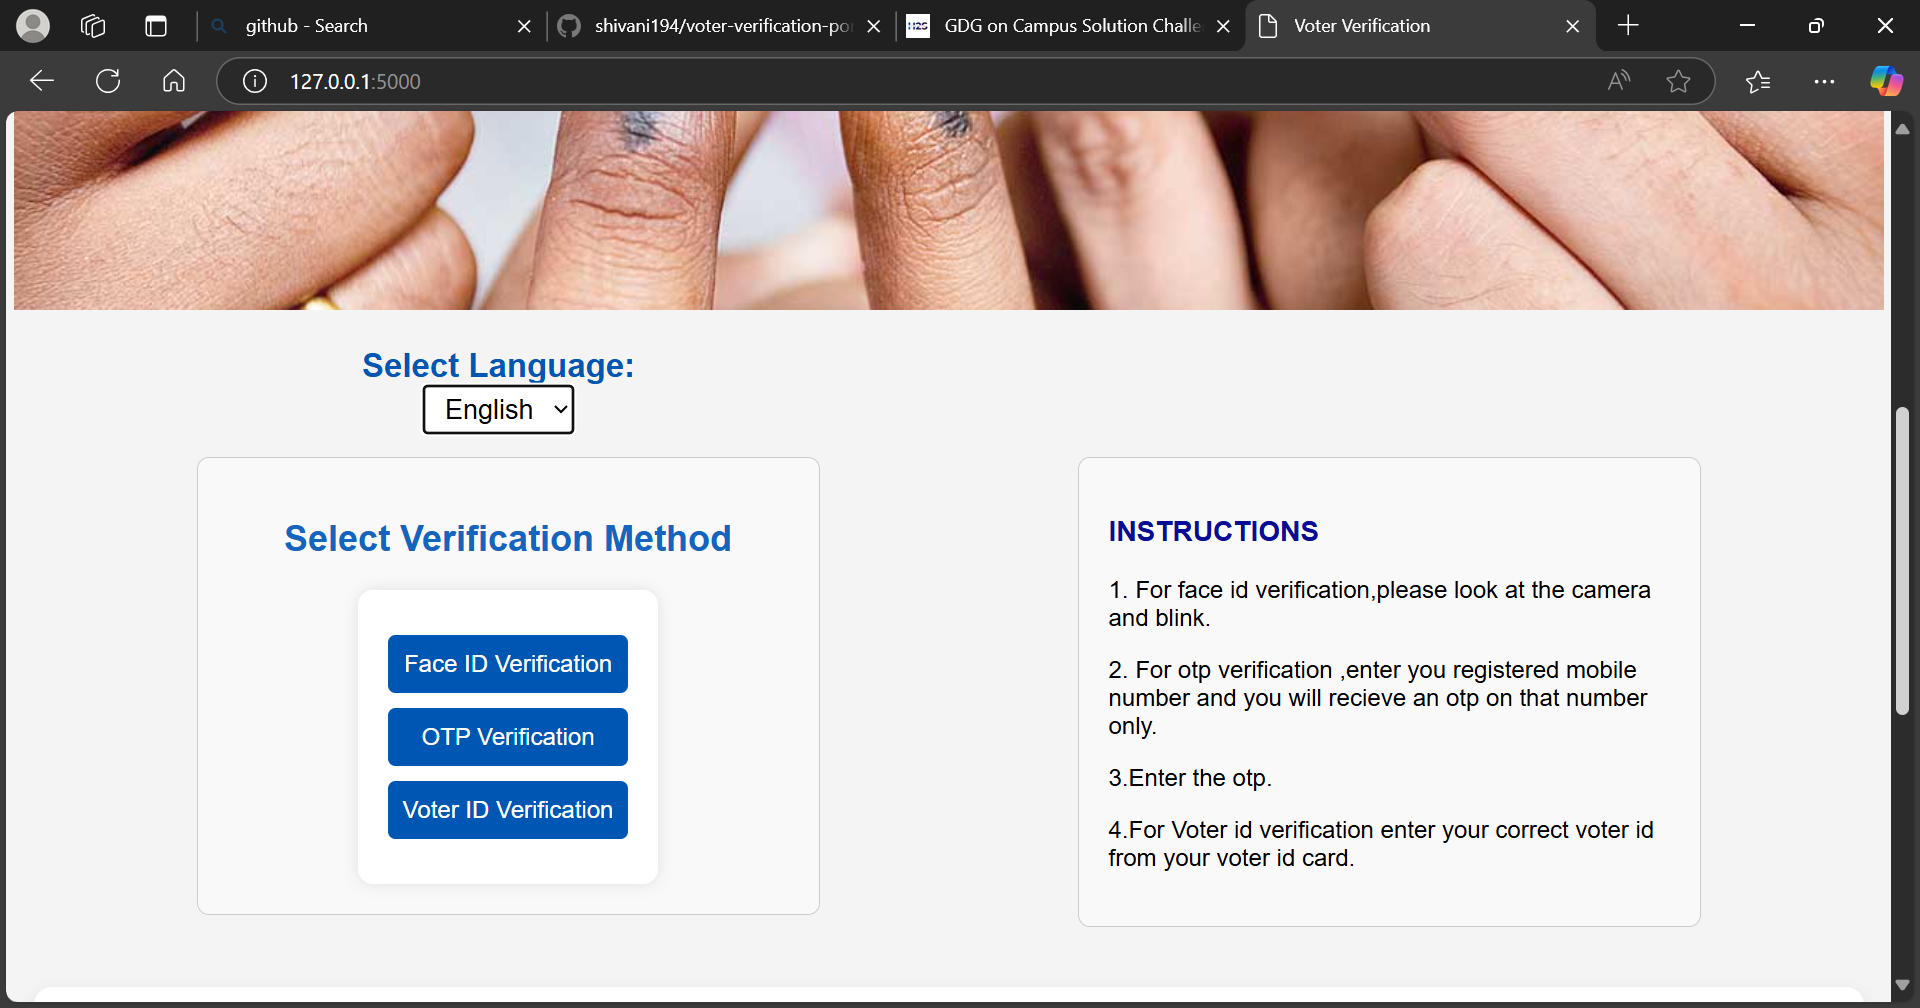 github - Search
shivani194/voter-verification-po
GDG on Campus Solution Challe
Voter Verification
127.0.0.1:5000
Select Language:
English
Select Verification Method
Face ID Verification
OTP Verification
Voter ID Verification
INSTRUCTIONS
1. For face id verification,please look at the camera
and blink.
2. For otp verification ,enter you registered mobile
number and you will recieve an otp on that number
only.
3.Enter the otp.
4.For Voter id verification enter your correct voter id
from your voter id card.